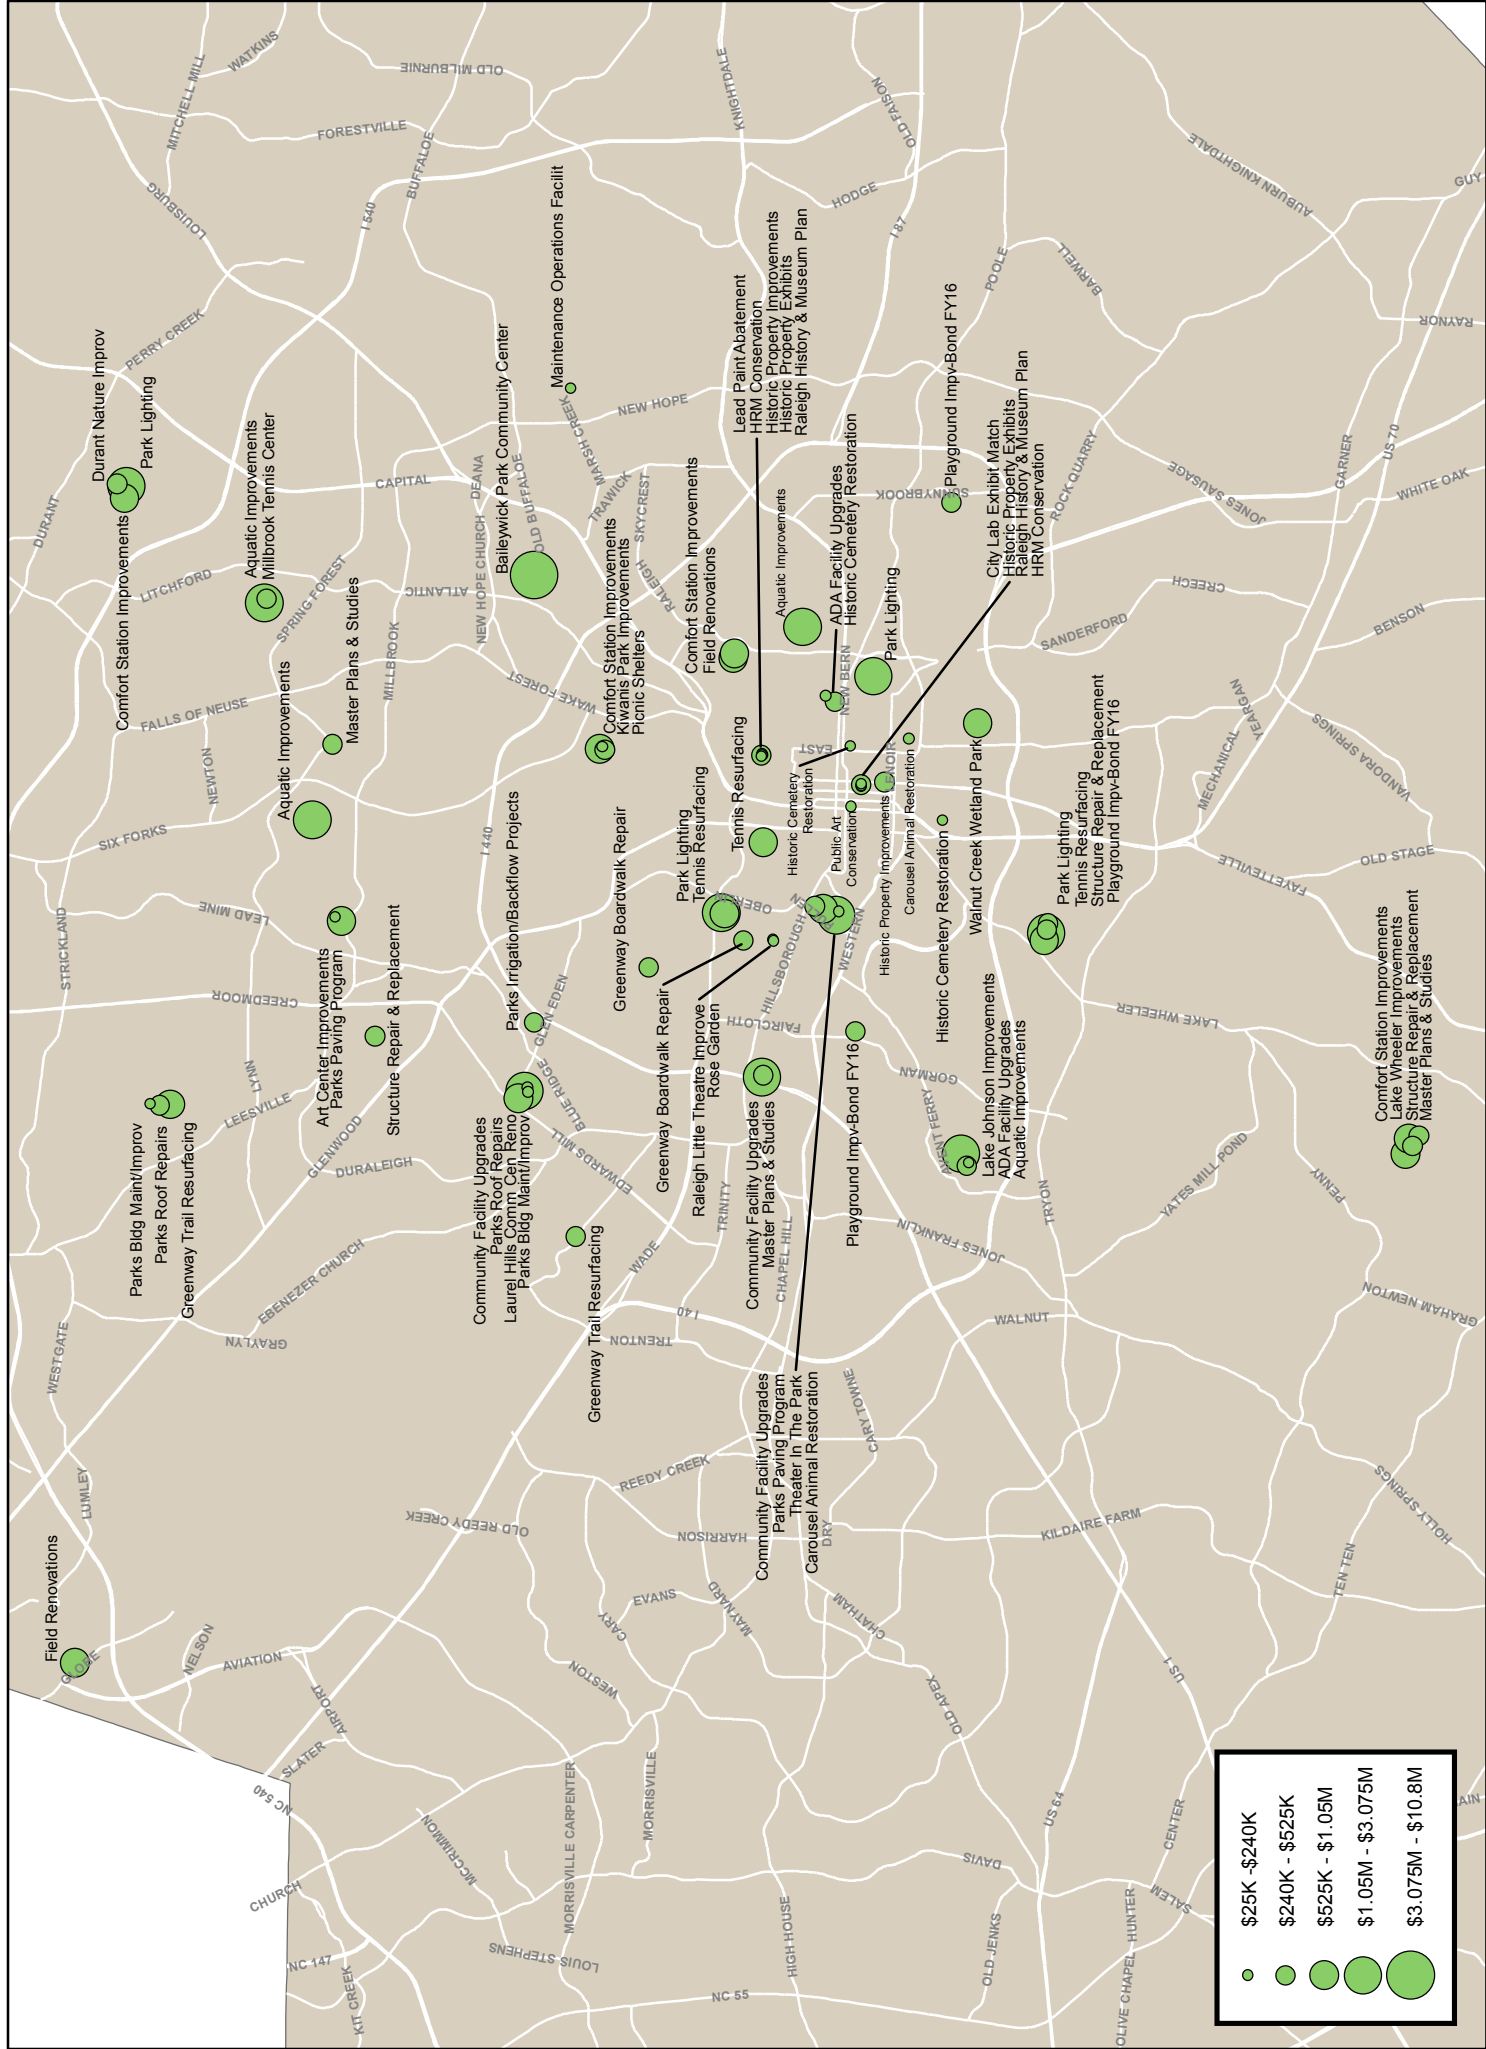 Field Renovations
Parks Bldg Maint/Improv
Parks Roof Repairs
Greenway Trail Resurfacing
Comfort Station Improvements
Durant Nature Improv
Park Lighting
Aquatic Improvements
Millbrook Tennis Center
Master Plans & Studies
Aquatic Improvements
Art Center Improvements
Parks Paving Program
Structure Repair & Replacement
Community Facility Upgrades
Parks Roof Repairs
Laurel Hills Comm Cen Reno
Parks Bldg Maint/Improv
Parks Irrigation/Backflow Projects
Baileywick Park Community Center
Maintenance Operations Facilit
Greenway Trail Resurfacing
Greenway Boardwalk Repair
Comfort Station Improvements
Kiwanis Park Improvements
Picnic Shelters
Greenway Boardwalk Repair
Raleigh Little Theatre Improve
Rose Garden
Park Lighting
Tennis Resurfacing
Tennis Resurfacing
Comfort Station Improvements
Field Renovations
Lead Paint Abatement
HRM Conservation
Historic Property Improvements
Historic Property Exhibits
Raleigh History & Museum Plan
Aquatic Improvements
ADA Facility Upgrades
Historic Cemetery Restoration
Park Lighting
Playground Impv-Bond FY16
City Lab Exhibit Match
Historic Property Exhibits
Raleigh History & Museum Plan
HRM Conservation
Community Facility Upgrades
Master Plans & Studies
Community Facility Upgrades
Parks Paving Program
Theater In The Park
Carousel Animal Restoration
Playground Impv-Bond FY16
Historic Cemetery
Restoration
Public Art
Conservation
Historic Property Improvements
Carousel Animal Restoration
Historic Cemetery Restoration
Walnut Creek Wetland Park
Lake Johnson Improvements
ADA Facility Upgrades
Aquatic Improvements
Park Lighting
Tennis Resurfacing
Structure Repair & Replacement
Playground Impv-Bond FY16
Comfort Station Improvements
Lake Wheeler Improvements
Structure Repair & Replacement
Master Plans & Studies
$25K -$240K
$240K - $525K
$525K - $1.05M
$1.05M - $3.075M
$3.075M - $10.8M
GLOBE
LUMLEY
WESTGATE
STRICKLAND
SIX FORKS
FALLS OF NEUSE
LITCHFORD
DURANT
PERRY CREEK
LOUISBURG
MITCHELL MILL
WATKINS
NELSON
AVIATION
AIRPORT
SLATER
NC 540
CHURCH
NC 147
KIT CREEK
MCCRIMMON
GRAYLYN
EBENEZER CHURCH
LEESVILLE
LYNN
CREEDMOOR
LEAD MINE
NEWTON
SPRING FOREST
MILLBROOK
CAPITAL
I 540
FORESTVILLE
BUFFALOE
OLD MILBURNIE
GLENWOOD
DURALEIGH
OLD REEDY CREEK
MORRISVILLE CARPENTER
LOUIS STEPHENS
MORRISVILLE
WESTON
CARY
EVANS
MAYNARD
REEDY CREEK
HARRISON
TRENTON
I 40
WADE
EDWARDS MILL
BLUE RIDGE
GLEN EDEN
I 440
WAKE FOREST
ATLANTIC
NEW HOPE CHURCH
DEANA
OLD BUFFALOE
MARSH CREEK
TRAWICK
SKYCREST
RALEIGH
NEW HOPE
KNIGHTDALE
OLD FAISON
HODGE
I 87
TRINITY
CHAPEL HILL
FAIRCLOTH
HILLSBOROUGH
OBERLIN
WESTERN
EAST
LENOIR
NEW BERN
SUNNYBROOK
POOLE
BARWELL
AUBURN KNIGHTDALE
GUY
RAYNOR
ROCK QUARRY
JONES SAUSAGE
GARNER
US 70
WHITE OAK
CREECH
BENSON
SANDERFORD
YEARGAN
MECHANICAL
VANDORA SPRINGS
OLD STAGE
FAYETTEVILLE
LAKE WHEELER
GORMAN
AVENT FERRY
TRYON
YATES MILL POND
PENNY
JONES FRANKLIN
WALNUT
GRAHAM NEWTON
CARY TOWNE
DRY
CHATHAM
KILDAIRE FARM
HOLLY SPRINGS
TEN TEN
OLD APEX
US 1
US 64
CENTER
SALEM
DAVIS
HIGH HOUSE
NC 55
OLD JENKS
HUNTER
OLIVE CHAPEL